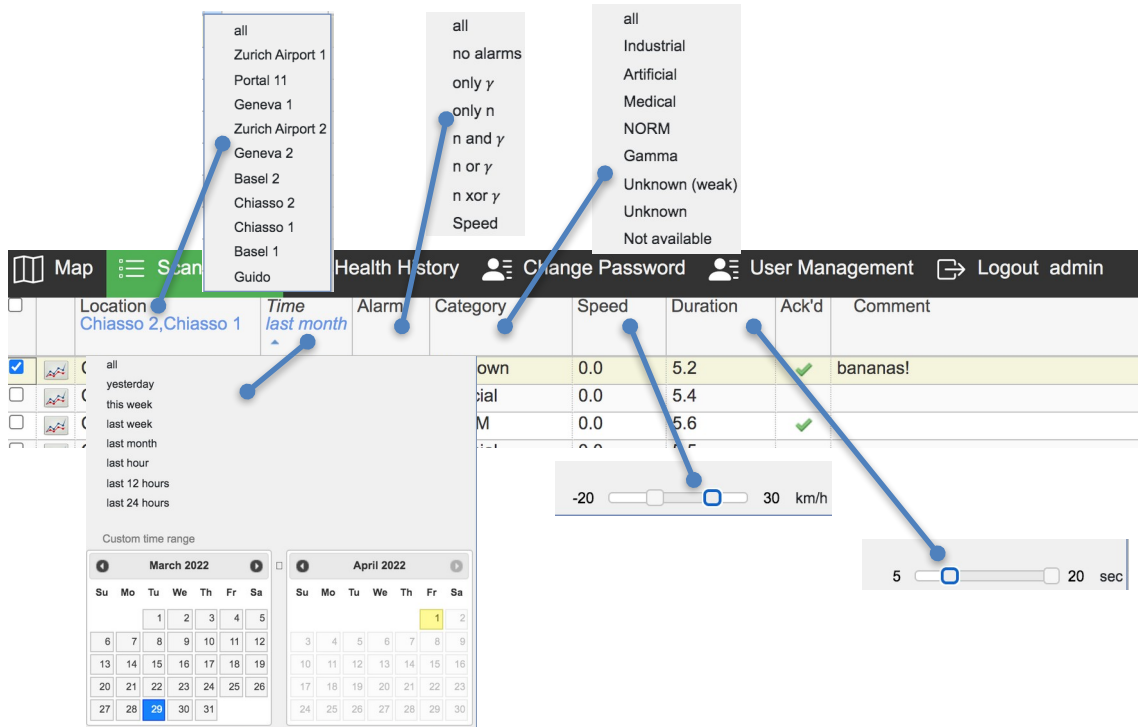 all
Zurich Airport 1
Portal 11
Geneva 1
Zurich Airport 2
Geneva 2
Basel 2
Chiasso 2
Chiasso 1
Basel 1
Guido
all
no alarms
only γ
only n
n and γ
n or γ
n xor γ
Speed
all
Industrial
Artificial
Medical
NORM
Gamma
Unknown (weak)
Unknown
Not available
Map Health History Change Password User Management Logout admin
Location Time Alarm Category Speed Duration Ack'd Comment
Chiasso 2,Chiasso 1 last month
0.0 5.2 bananas!
0.0 5.4
0.0 5.6
all
yesterday
this week
last week
last month
last hour
last 12 hours
last 24 hours
Custom time range
March 2022
Su Mo Tu We Th Fr Sa
1 2 3 4 5
6 7 8 9 10 11 12
13 14 15 16 17 18 19
20 21 22 23 24 25 26
27 28 29 30 31
April 2022
Su Mo Tu We Th Fr Sa
1 2
3 4 5 6 7 8 9
10 11 12 13 14 15 16
17 18 19 20 21 22 23
24 25 26 27 28 29 30
-20 30 km/h
5 20 sec